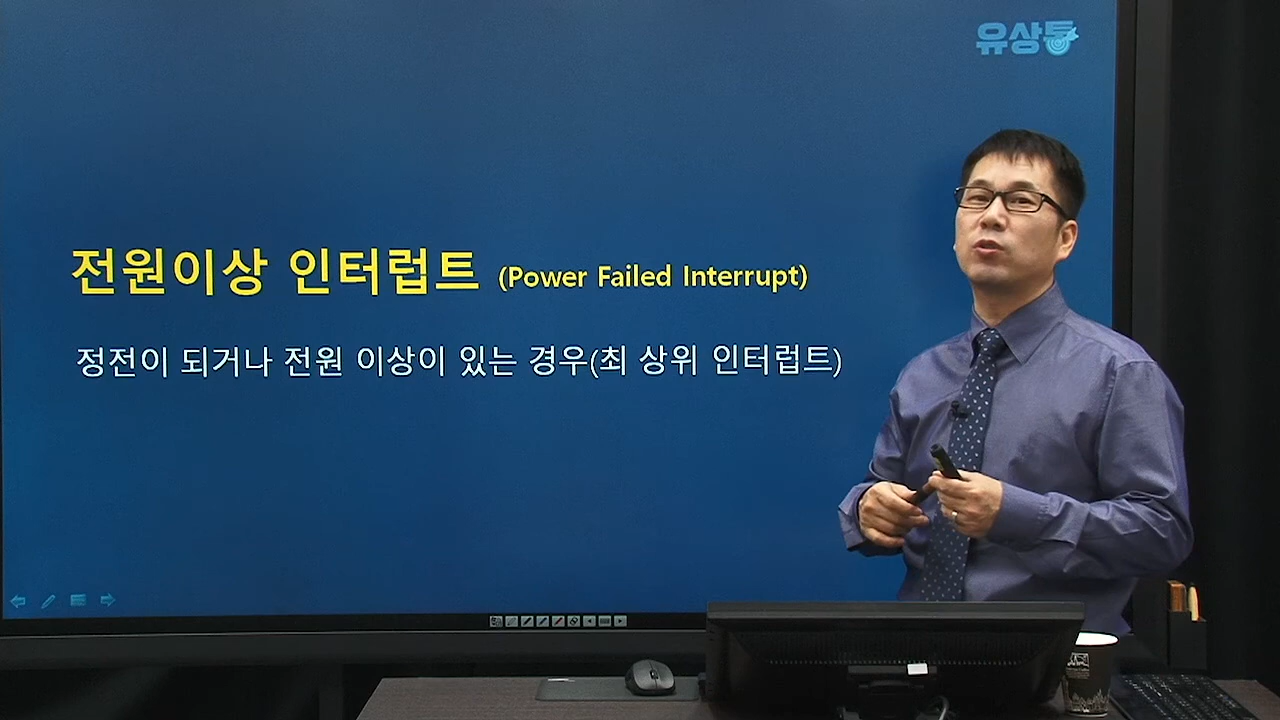 유상통
전원이상 인터럽트 (Power Failed Interrupt)
정전이 되거나 전원 이상이 있는 경우(최 상위 인터럽트)